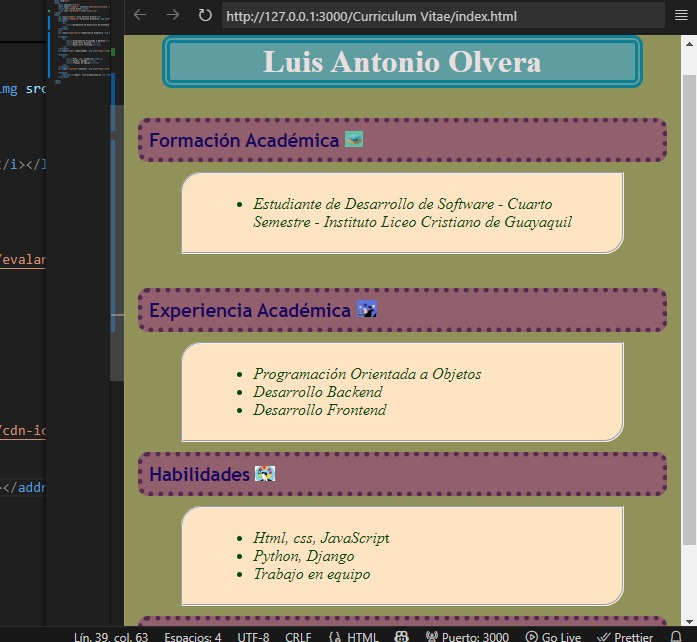 http://127.0.0.1:3000/Curriculum Vitae/index.html
Luis Antonio Olvera
img src
/i></l
Formación Académica
Estudiante de Desarrollo de Software - Cuarto
Semestre - Instituto Liceo Cristiano de Guayaquil
/evalar
Experiencia Académica
Programación Orientada a Objetos
Desarrollo Backend
Desarrollo Frontend
/cdn-ic
Habilidades
></addr
Html, css, JavaScript
Python, Django
Trabajo en equipo
Lín. 39, col. 63 Espacios: 4 UTF-8 CRLF {} HTML Puerto: 3000 Go Live Prettier